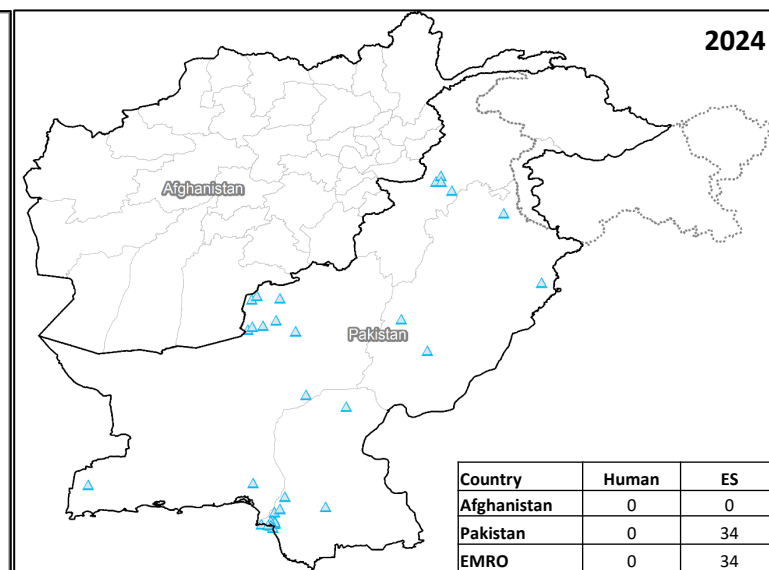 2024
Afghanistan
Pakistan
Country Human ES
Afghanistan 0 0
Pakistan 0 34
EMRO 0 34